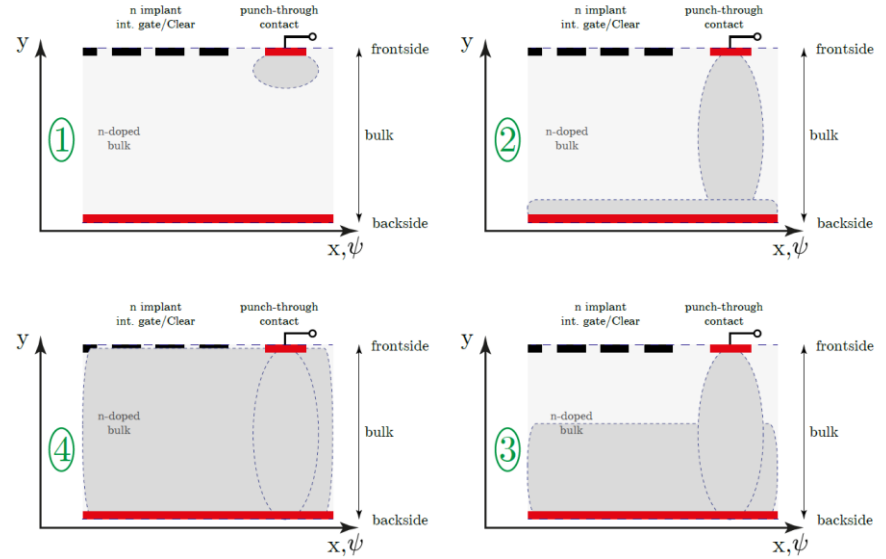 n implant
int. gate/Clear
punch-through
contact
y
frontside
1
n-doped
bulk
bulk
backside
x,ψ
n implant
int. gate/Clear
punch-through
contact
y
frontside
2
n-doped
bulk
bulk
backside
x,ψ
n implant
int. gate/Clear
punch-through
contact
y
frontside
n-doped
bulk
4
bulk
backside
x,ψ
n implant
int. gate/Clear
punch-through
contact
y
frontside
n-doped
bulk
3
bulk
backside
x,ψ